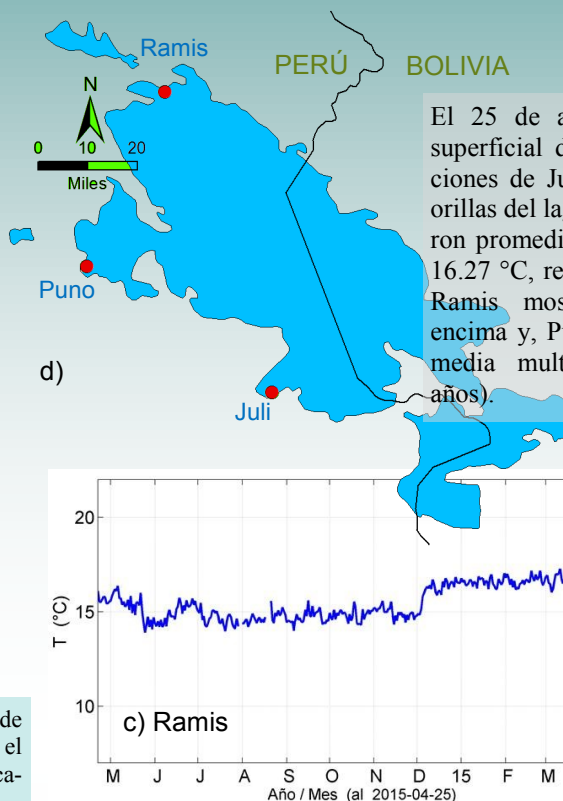 Ramis
PERÚ
BOLIVIA
N
0 10 20
Miles
Puno
d)
Juli
El 25 de a
superficial d
ciones de Ju
orillas del la
ron promedi
16.27 °C, re
Ramis mos
encima y, P
media mult
años).
20
15
10
T (°C)
c) Ramis
M J J A S O N D 15 F M
Año / Mes (al 2015-04-25)
de
el
ca-